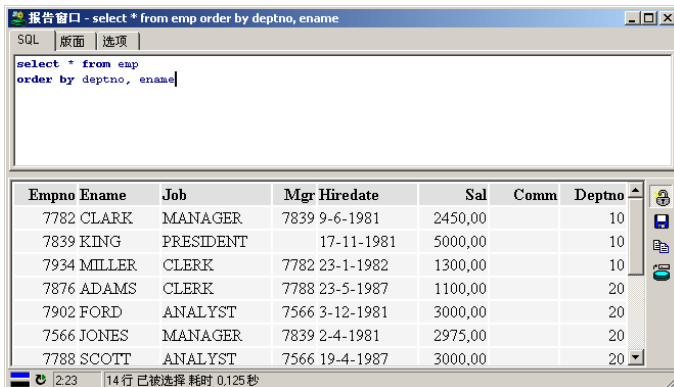 报告窗口 - select * from emp order by deptno, ename
SQL 版面 选项
select * from emp
order by deptno, ename
Empno Ename Job Mgr Hiredate Sal Comm Deptno
7782 CLARK MANAGER 7839 9-6-1981 2450,00 10
7839 KING PRESIDENT 17-11-1981 5000,00 10
7934 MILLER CLERK 7782 23-1-1982 1300,00 10
7876 ADAMS CLERK 7788 23-5-1987 1100,00 20
7902 FORD ANALYST 7566 3-12-1981 3000,00 20
7566 JONES MANAGER 7839 2-4-1981 2975,00 20
7788 SCOTT ANALYST 7566 19-4-1987 3000,00 20
2:23 14行 已被选择 耗时 0,125秒